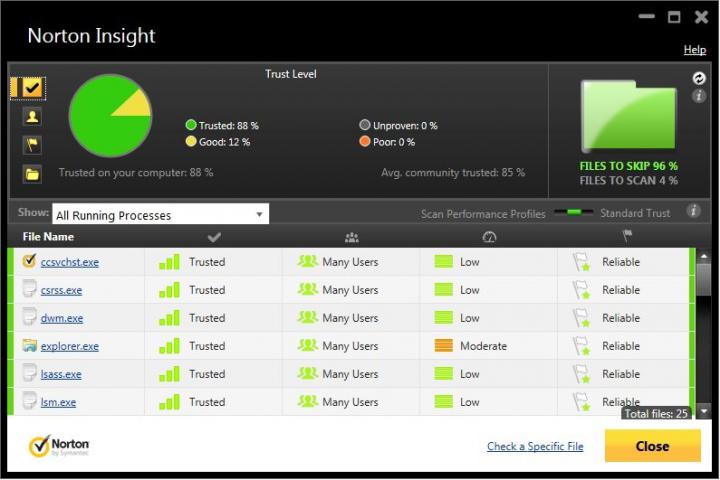 Norton Insight
Help
Trust Level
Trusted: 88 %
Unproven: 0 %
Good: 12 %
Poor: 0 %
Trusted on your computer: 88 %
Avg. community trusted: 85 %
FILES TO SKIP 96 %
FILES TO SCAN 4 %
Show: All Running Processes
Scan Performance Profiles Standard Trust
File Name
ccsvchst.exe Trusted Many Users Low Reliable
csrss.exe Trusted Many Users Low Reliable
dwm.exe Trusted Many Users Low Reliable
explorer.exe Trusted Many Users Moderate Reliable
lsass.exe Trusted Many Users Low Reliable
lsm.exe Trusted Many Users Low Reliable
Total files: 25
Norton
by Symantec
Check a Specific File
Close